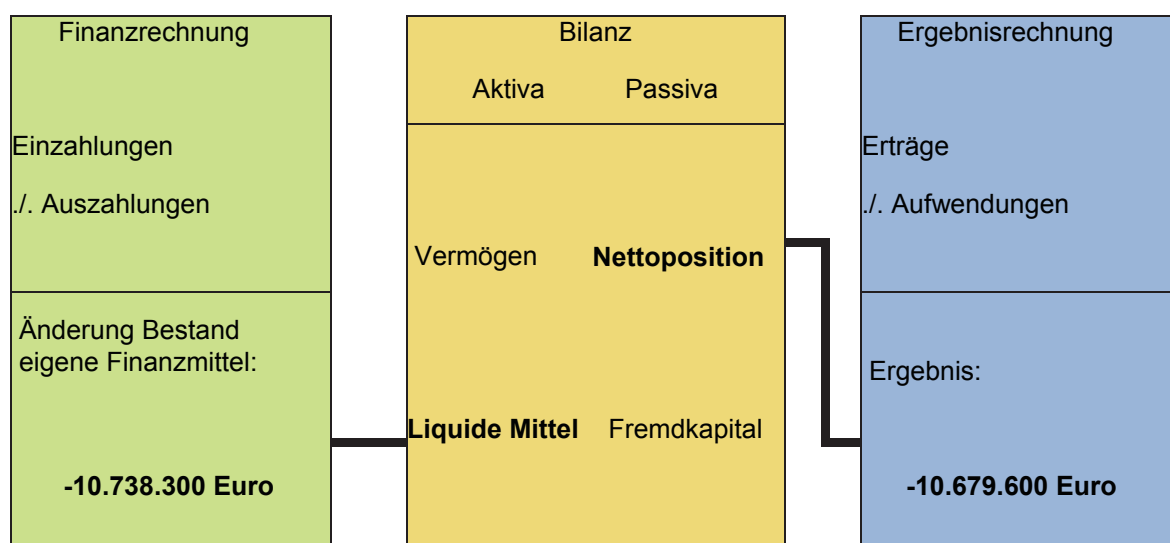 Finanzrechnung
Einzahlungen
./. Auszahlungen
Änderung Bestand
eigene Finanzmittel:
-10.738.300 Euro
Bilanz
Aktiva Passiva
Vermögen Nettoposition
Liquide Mittel Fremdkapital
Ergebnisrechnung
Erträge
./. Aufwendungen
Ergebnis:
-10.679.600 Euro